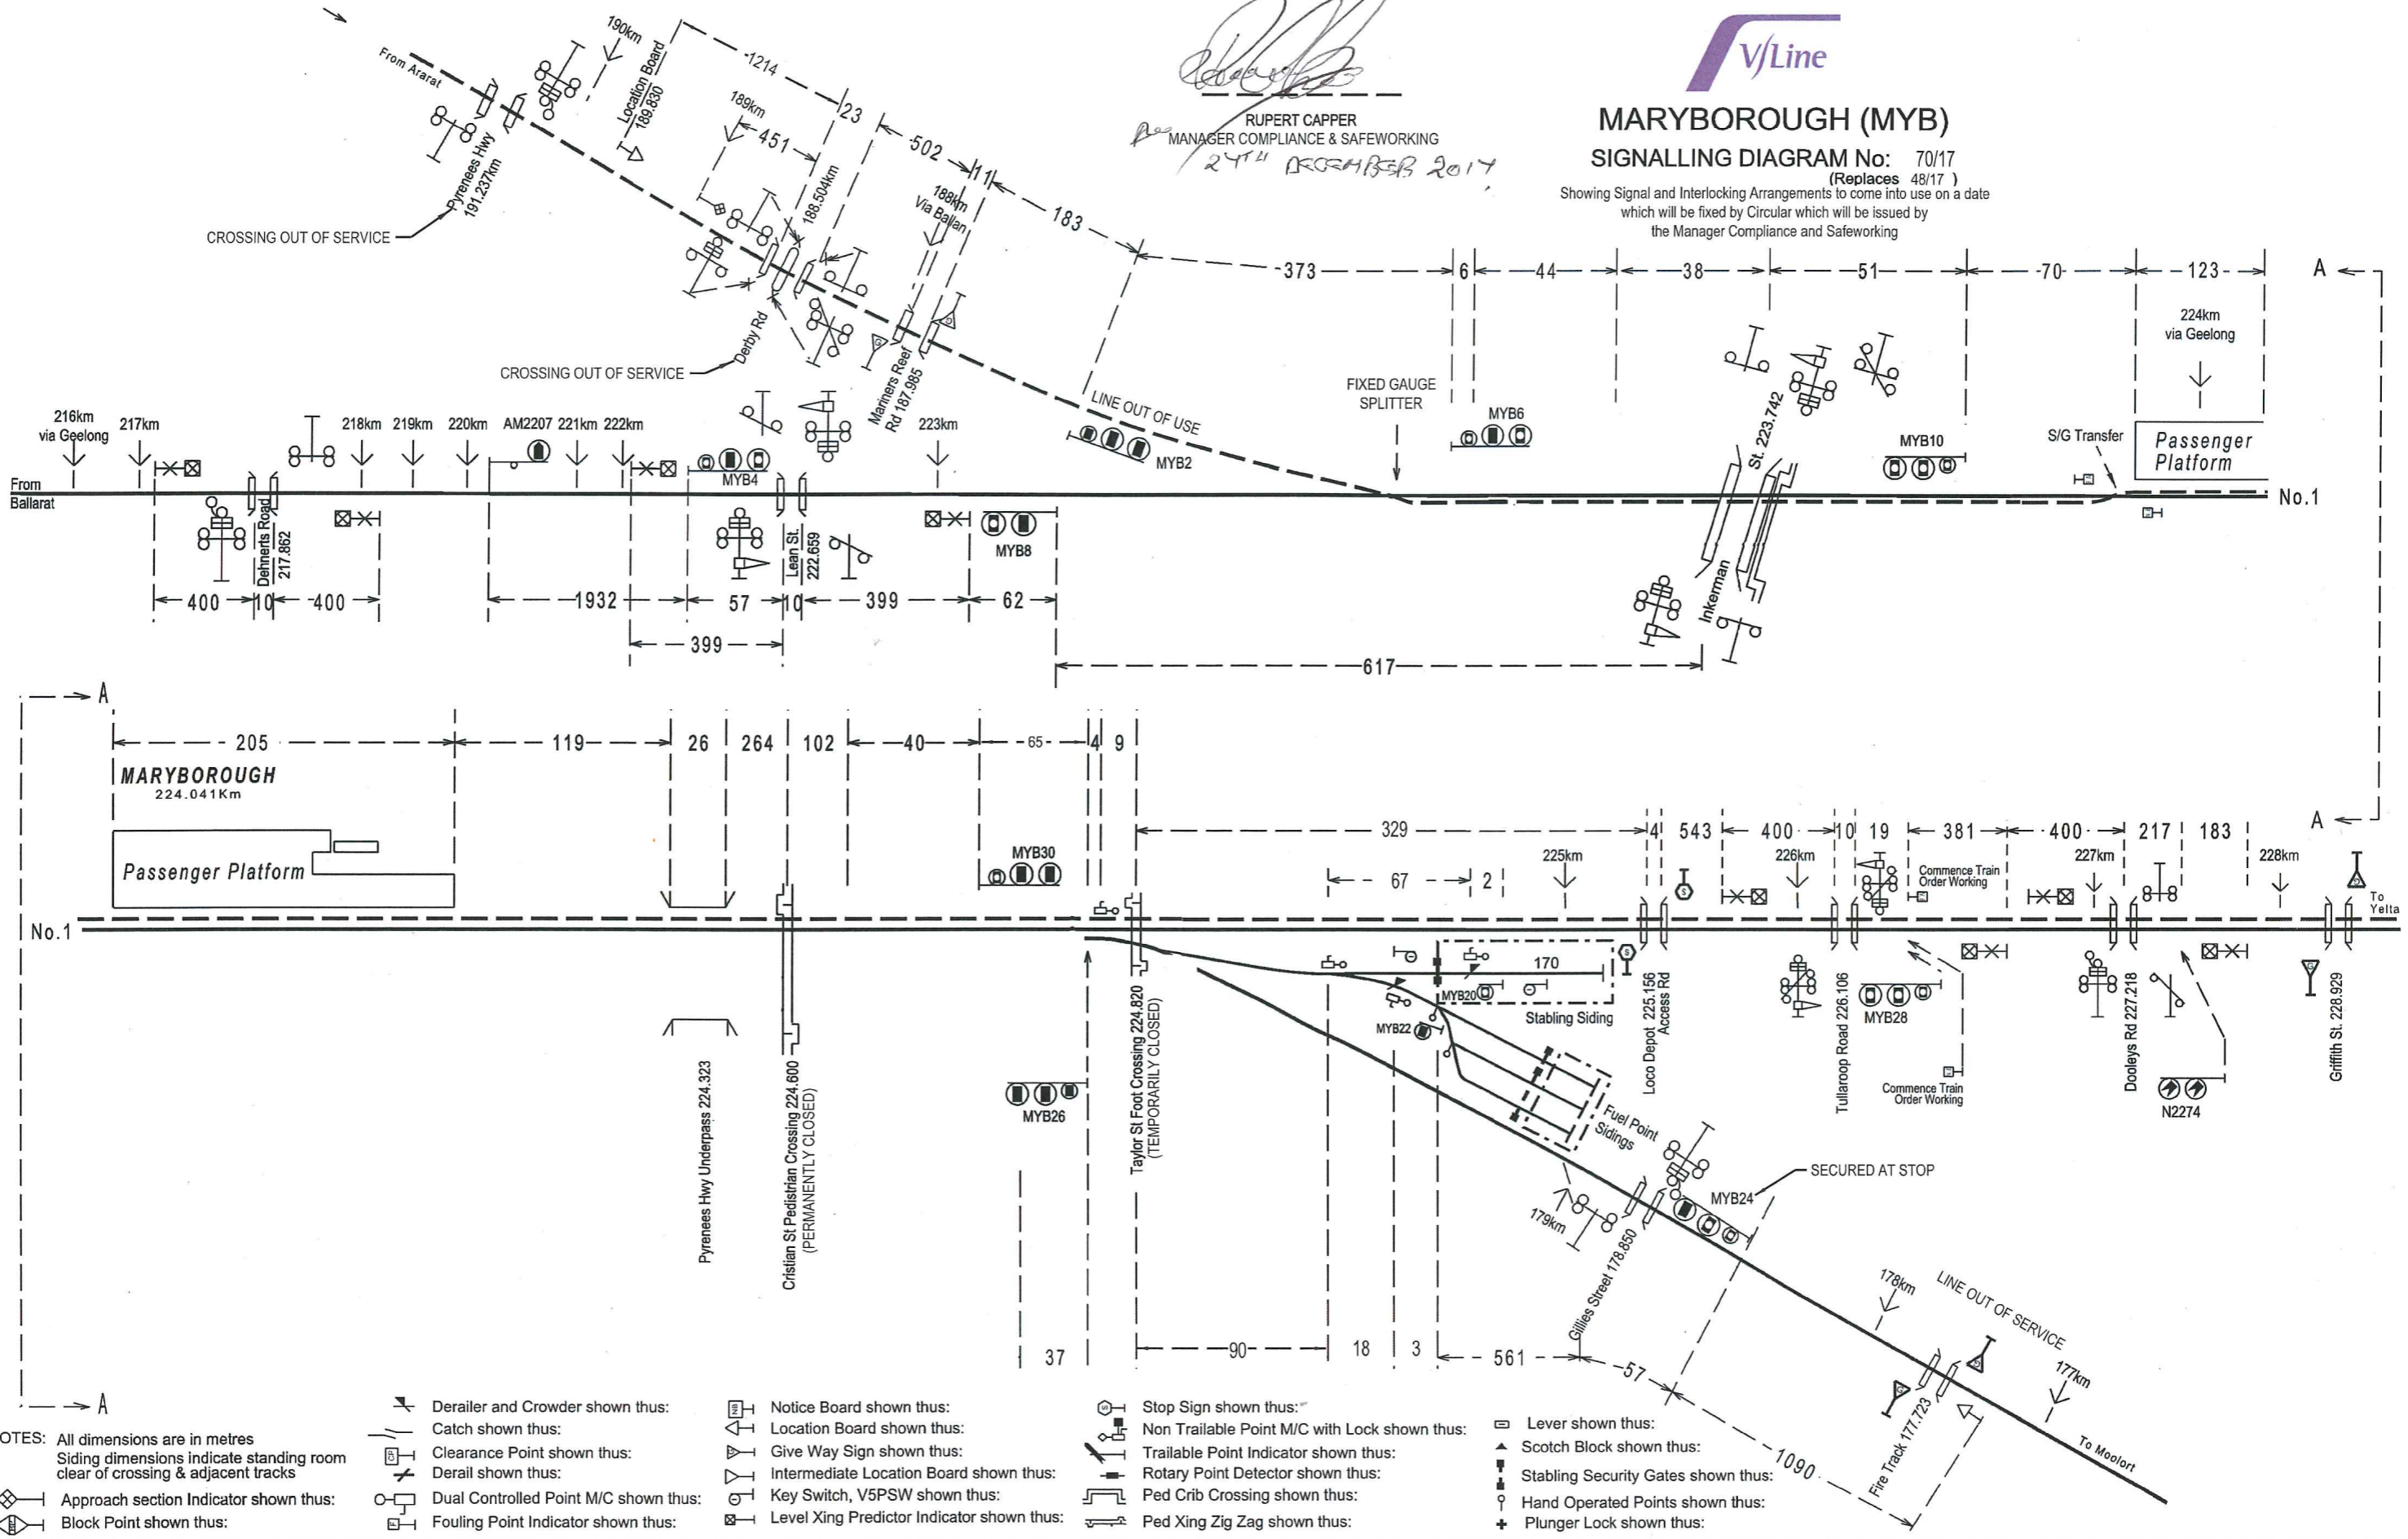 V/Line
MARYBOROUGH (MYB)
SIGNALLING DIAGRAM No: 70/17
(Replaces 48/17 )
Showing Signal and Interlocking Arrangements to come into use on a date
which will be fixed by Circular which will be issued by
the Manager Compliance and Safeworking
RUPERT CAPPER
MANAGER COMPLIANCE & SAFEWORKING
24TH DECEMBER 2017
From Ararat
190km
Location Board
189.830
1214
23
189km
451
502
11
188.504km
188km
Via Ballan
183
Pyrenees Hwy
191.237km
CROSSING OUT OF SERVICE
Derby Rd
CROSSING OUT OF SERVICE
Mariners Reef
Rd 187.985
LINE OUT OF USE
MYB2
373
6
44
38
51
70
123
A
224km
via Geelong
FIXED GAUGE
SPLITTER
MYB6
St. 223.742
Inkerman
MYB10
S/G Transfer
Passenger
Platform
No.1
216km
via Geelong
217km
218km
219km
220km
AM2207
221km
222km
MYB4
223km
From
Ballarat
Dehnerts Road
217.862
Lean St.
222.659
MYB8
400
10
400
1932
57
10
399
62
399
617
A
205
119
26
264
102
40
65
4
9
MARYBOROUGH
224.041Km
Passenger Platform
MYB30
329
4
543
400
10
19
381
400
217
183
A
67
2
225km
226km
Commence Train
Order Working
227km
228km
To
Yelta
No.1
170
MYB20
Stabling Siding
MYB22
Loco Depot 225.156
Access Rd
Tullaroop Road 226.106
MYB28
Commence Train
Order Working
Dooleys Rd 227.218
N2274
Griffith St. 228.929
MYB26
Pyrenees Hwy Underpass 224.323
Cristian St Pedistrian Crossing 224.600
(PERMANENTLY CLOSED)
Taylor St Foot Crossing 224.820
(TEMPORARILY CLOSED)
Fuel Point
Sidings
SECURED AT STOP
MYB24
179km
Gillies Street 178.850
178km
LINE OUT OF SERVICE
177km
37
90
18
3
561
57
1090
Fire Track 177.723
To Moolort
A
OTES: All dimensions are in metres
Siding dimensions indicate standing room
clear of crossing & adjacent tracks
Approach section Indicator shown thus:
Block Point shown thus:
Derailer and Crowder shown thus:
Catch shown thus:
Clearance Point shown thus:
Derail shown thus:
Dual Controlled Point M/C shown thus:
Fouling Point Indicator shown thus:
Notice Board shown thus:
Location Board shown thus:
Give Way Sign shown thus:
Intermediate Location Board shown thus:
Key Switch, V5PSW shown thus:
Level Xing Predictor Indicator shown thus:
Stop Sign shown thus:
Non Trailable Point M/C with Lock shown thus:
Trailable Point Indicator shown thus:
Rotary Point Detector shown thus:
Ped Crib Crossing shown thus:
Ped Xing Zig Zag shown thus:
Lever shown thus:
Scotch Block shown thus:
Stabling Security Gates shown thus:
Hand Operated Points shown thus:
Plunger Lock shown thus: